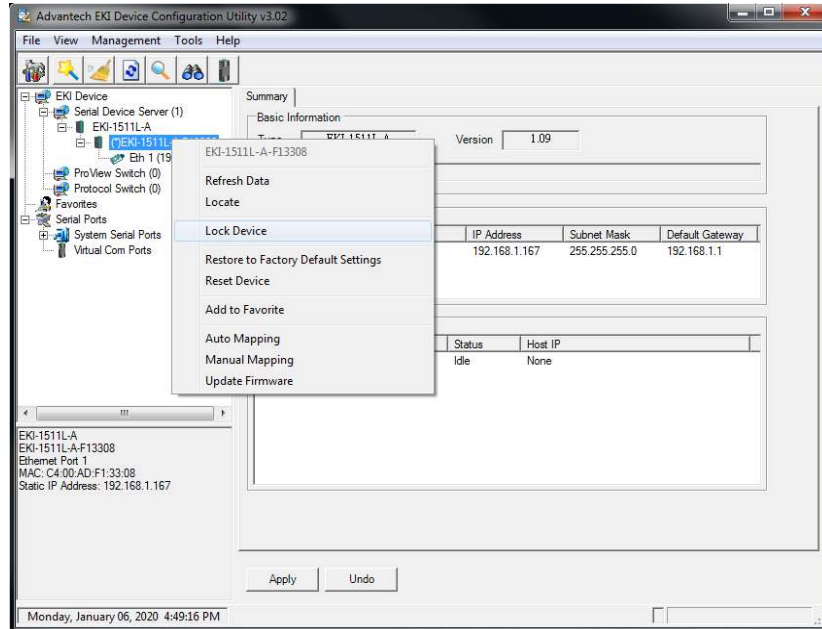 Advantech EKI Device Configuration Utility v3.02
File View Management Tools Help
EKI Device
Serial Device Server (1)
EKI-1511L-A
(*)EKI-1511L-
Eth 1 (19
ProView Switch (0)
Protocol Switch (0)
Favorites
Serial Ports
System Serial Ports
Virtual Com Ports
EKI-1511L-A-F13308
Refresh Data
Locate
Lock Device
Restore to Factory Default Settings
Reset Device
Add to Favorite
Auto Mapping
Manual Mapping
Update Firmware
Summary
Basic Information
Type EKI-1511L-A Version 1.09
IP Address Subnet Mask Default Gateway
192.168.1.167 255.255.255.0 192.168.1.1
Status Host IP
Idle None
EKI-1511L-A
EKI-1511L-A-F13308
Ethernet Port 1
MAC: C4:00:AD:F1:33:08
Static IP Address: 192.168.1.167
Apply Undo
Monday, January 06, 2020 4:49:16 PM